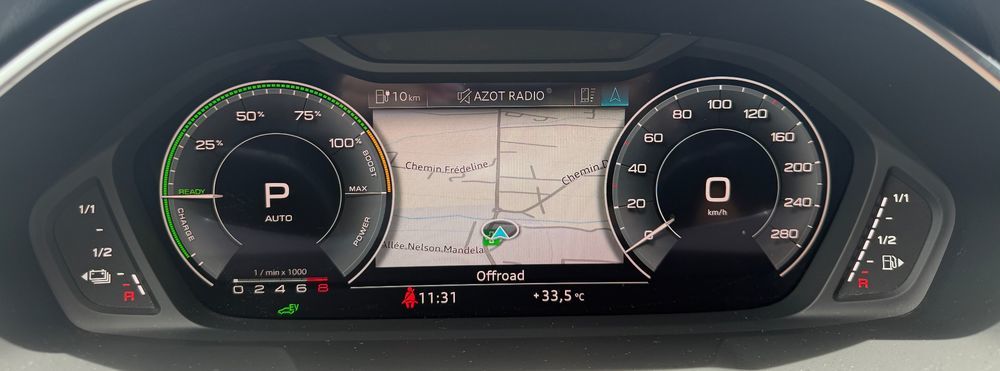 10 km
AZOT RADIO
25%
50%
75%
100%
BOOST
MAX
READY
CHARGE
POWER
P
AUTO
1 / min x 1000
0 2 4 6 8
EV
1/1
1/2
R
Chemin.Frédeline
Chemin.D
Allée.Nelson.Mandela
Offroad
11:31
+33,5 °C
0
20
40
60
80
100
120
160
200
240
280
0
km/h
1/1
1/2
R